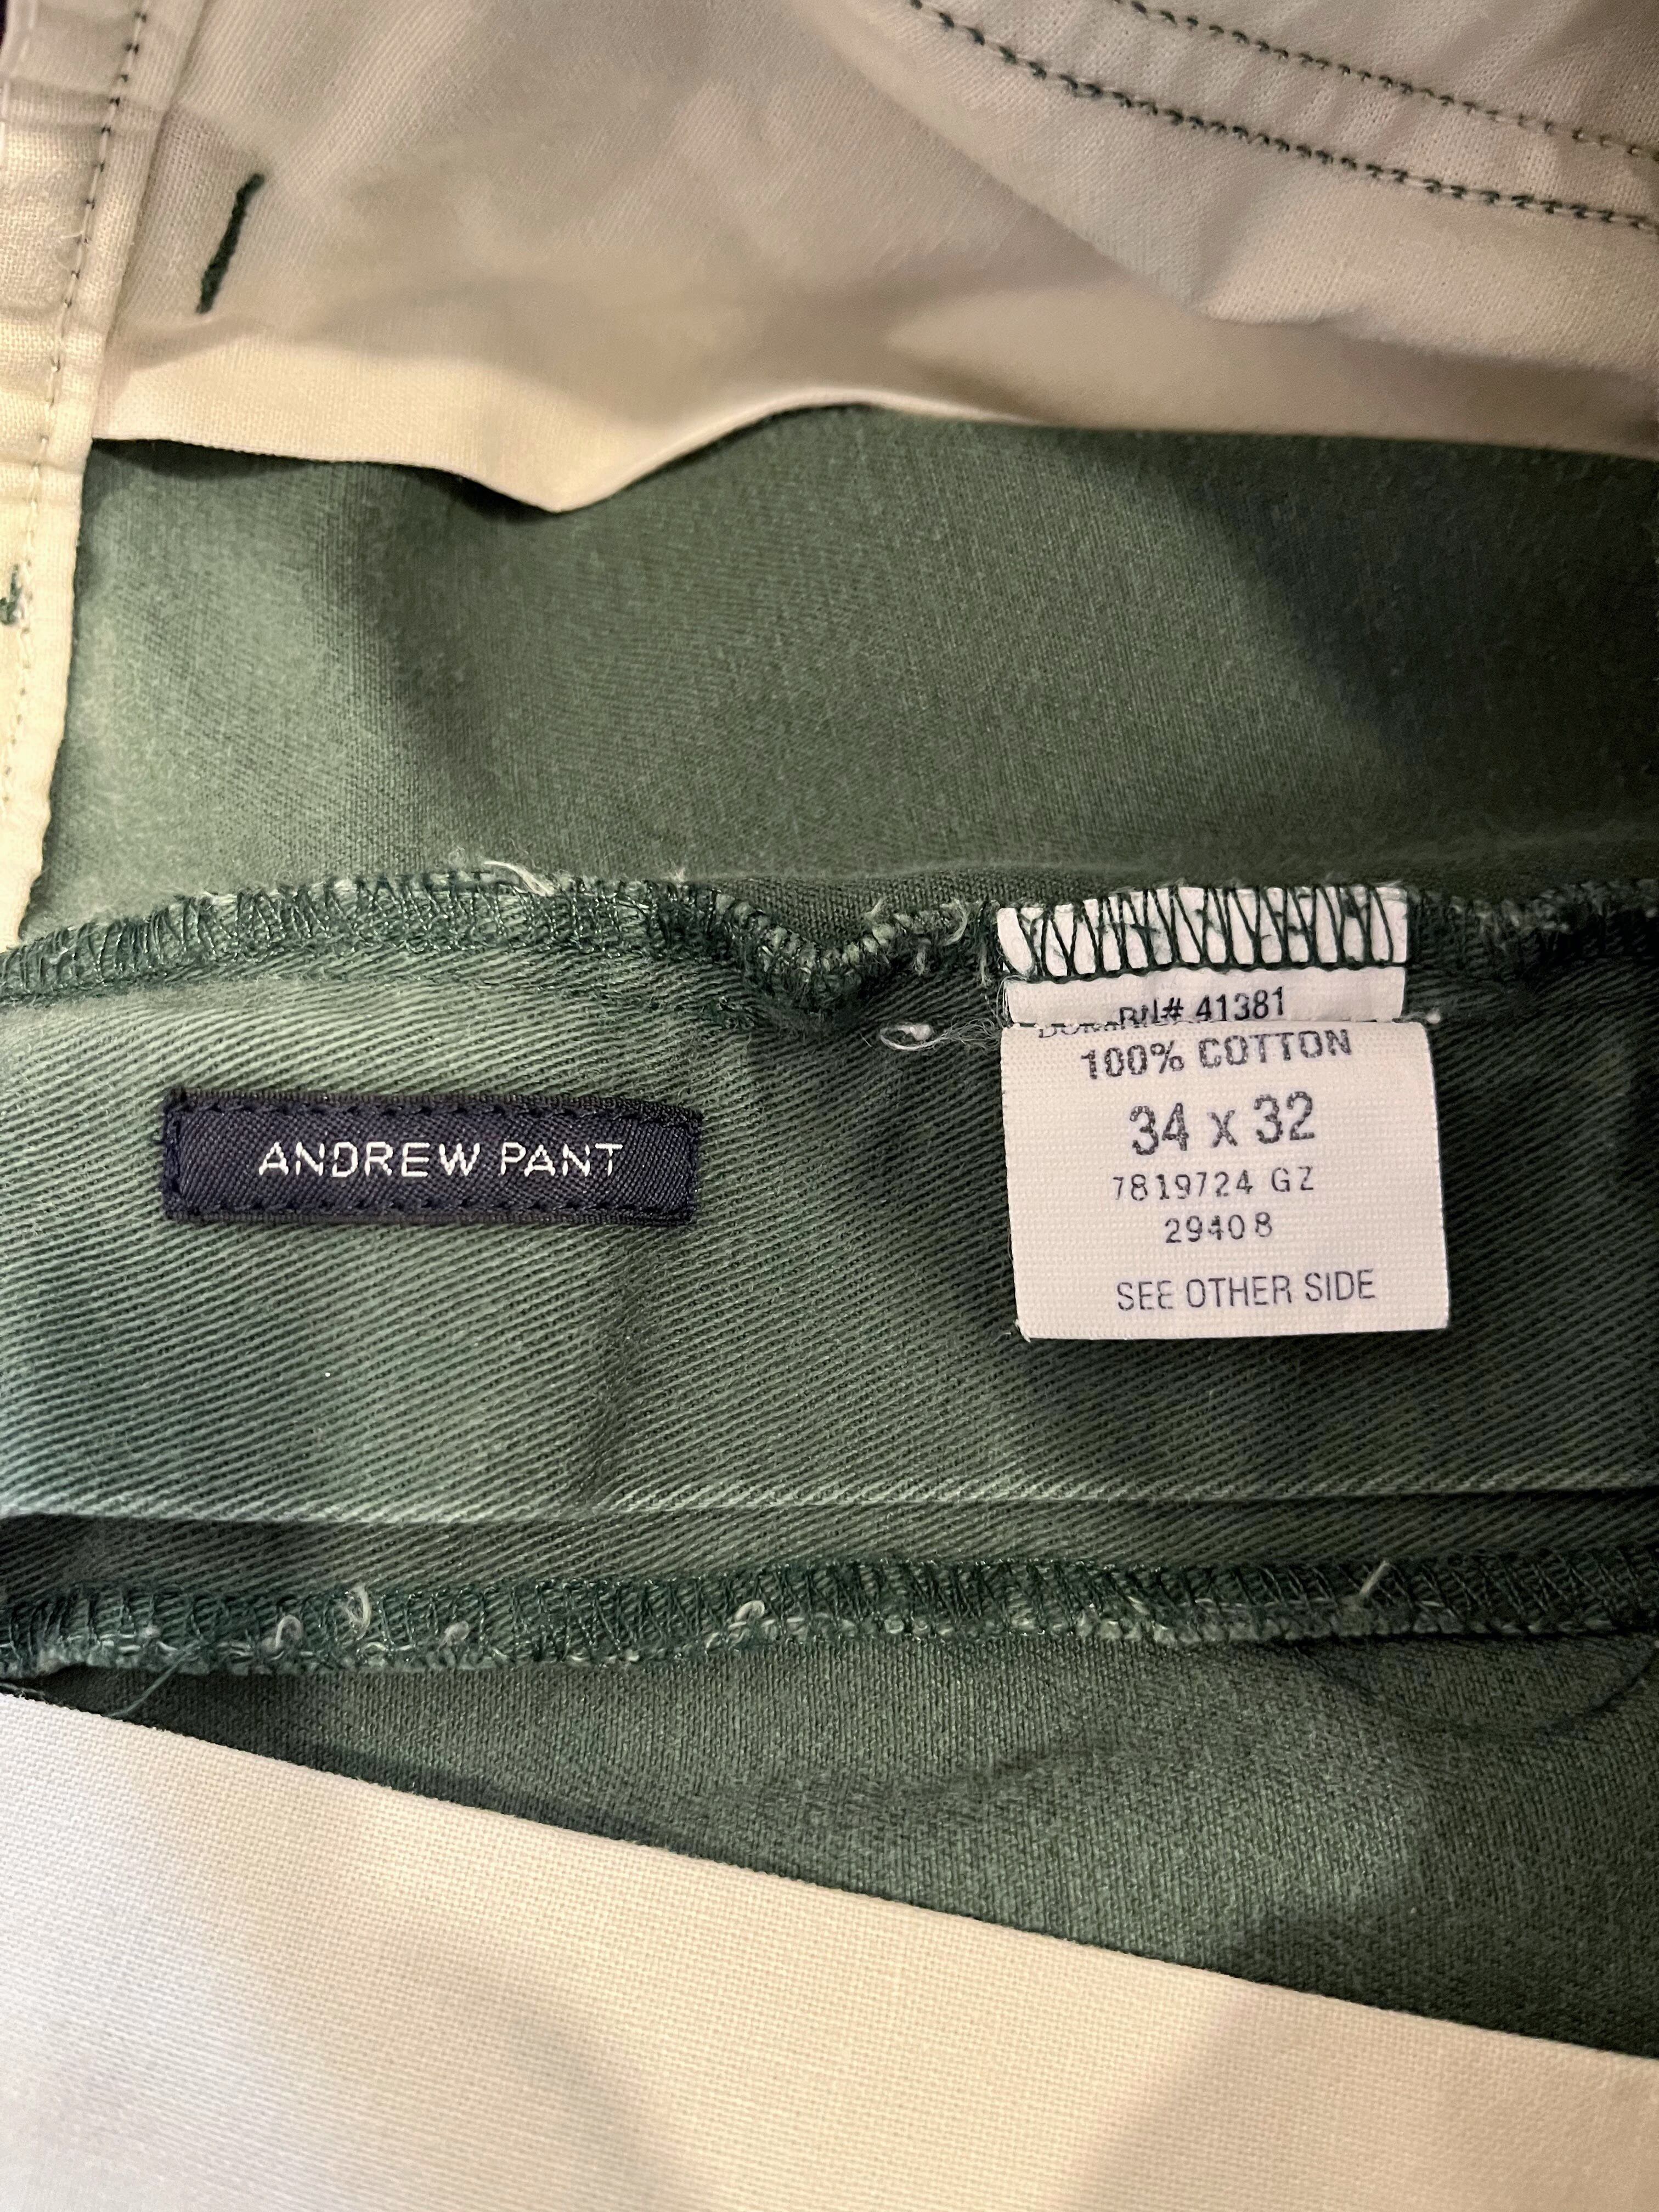 ANDREW PANT
RN# 41381
100% COTTON
34 x 32
7819724 GZ
29408
SEE OTHER SIDE